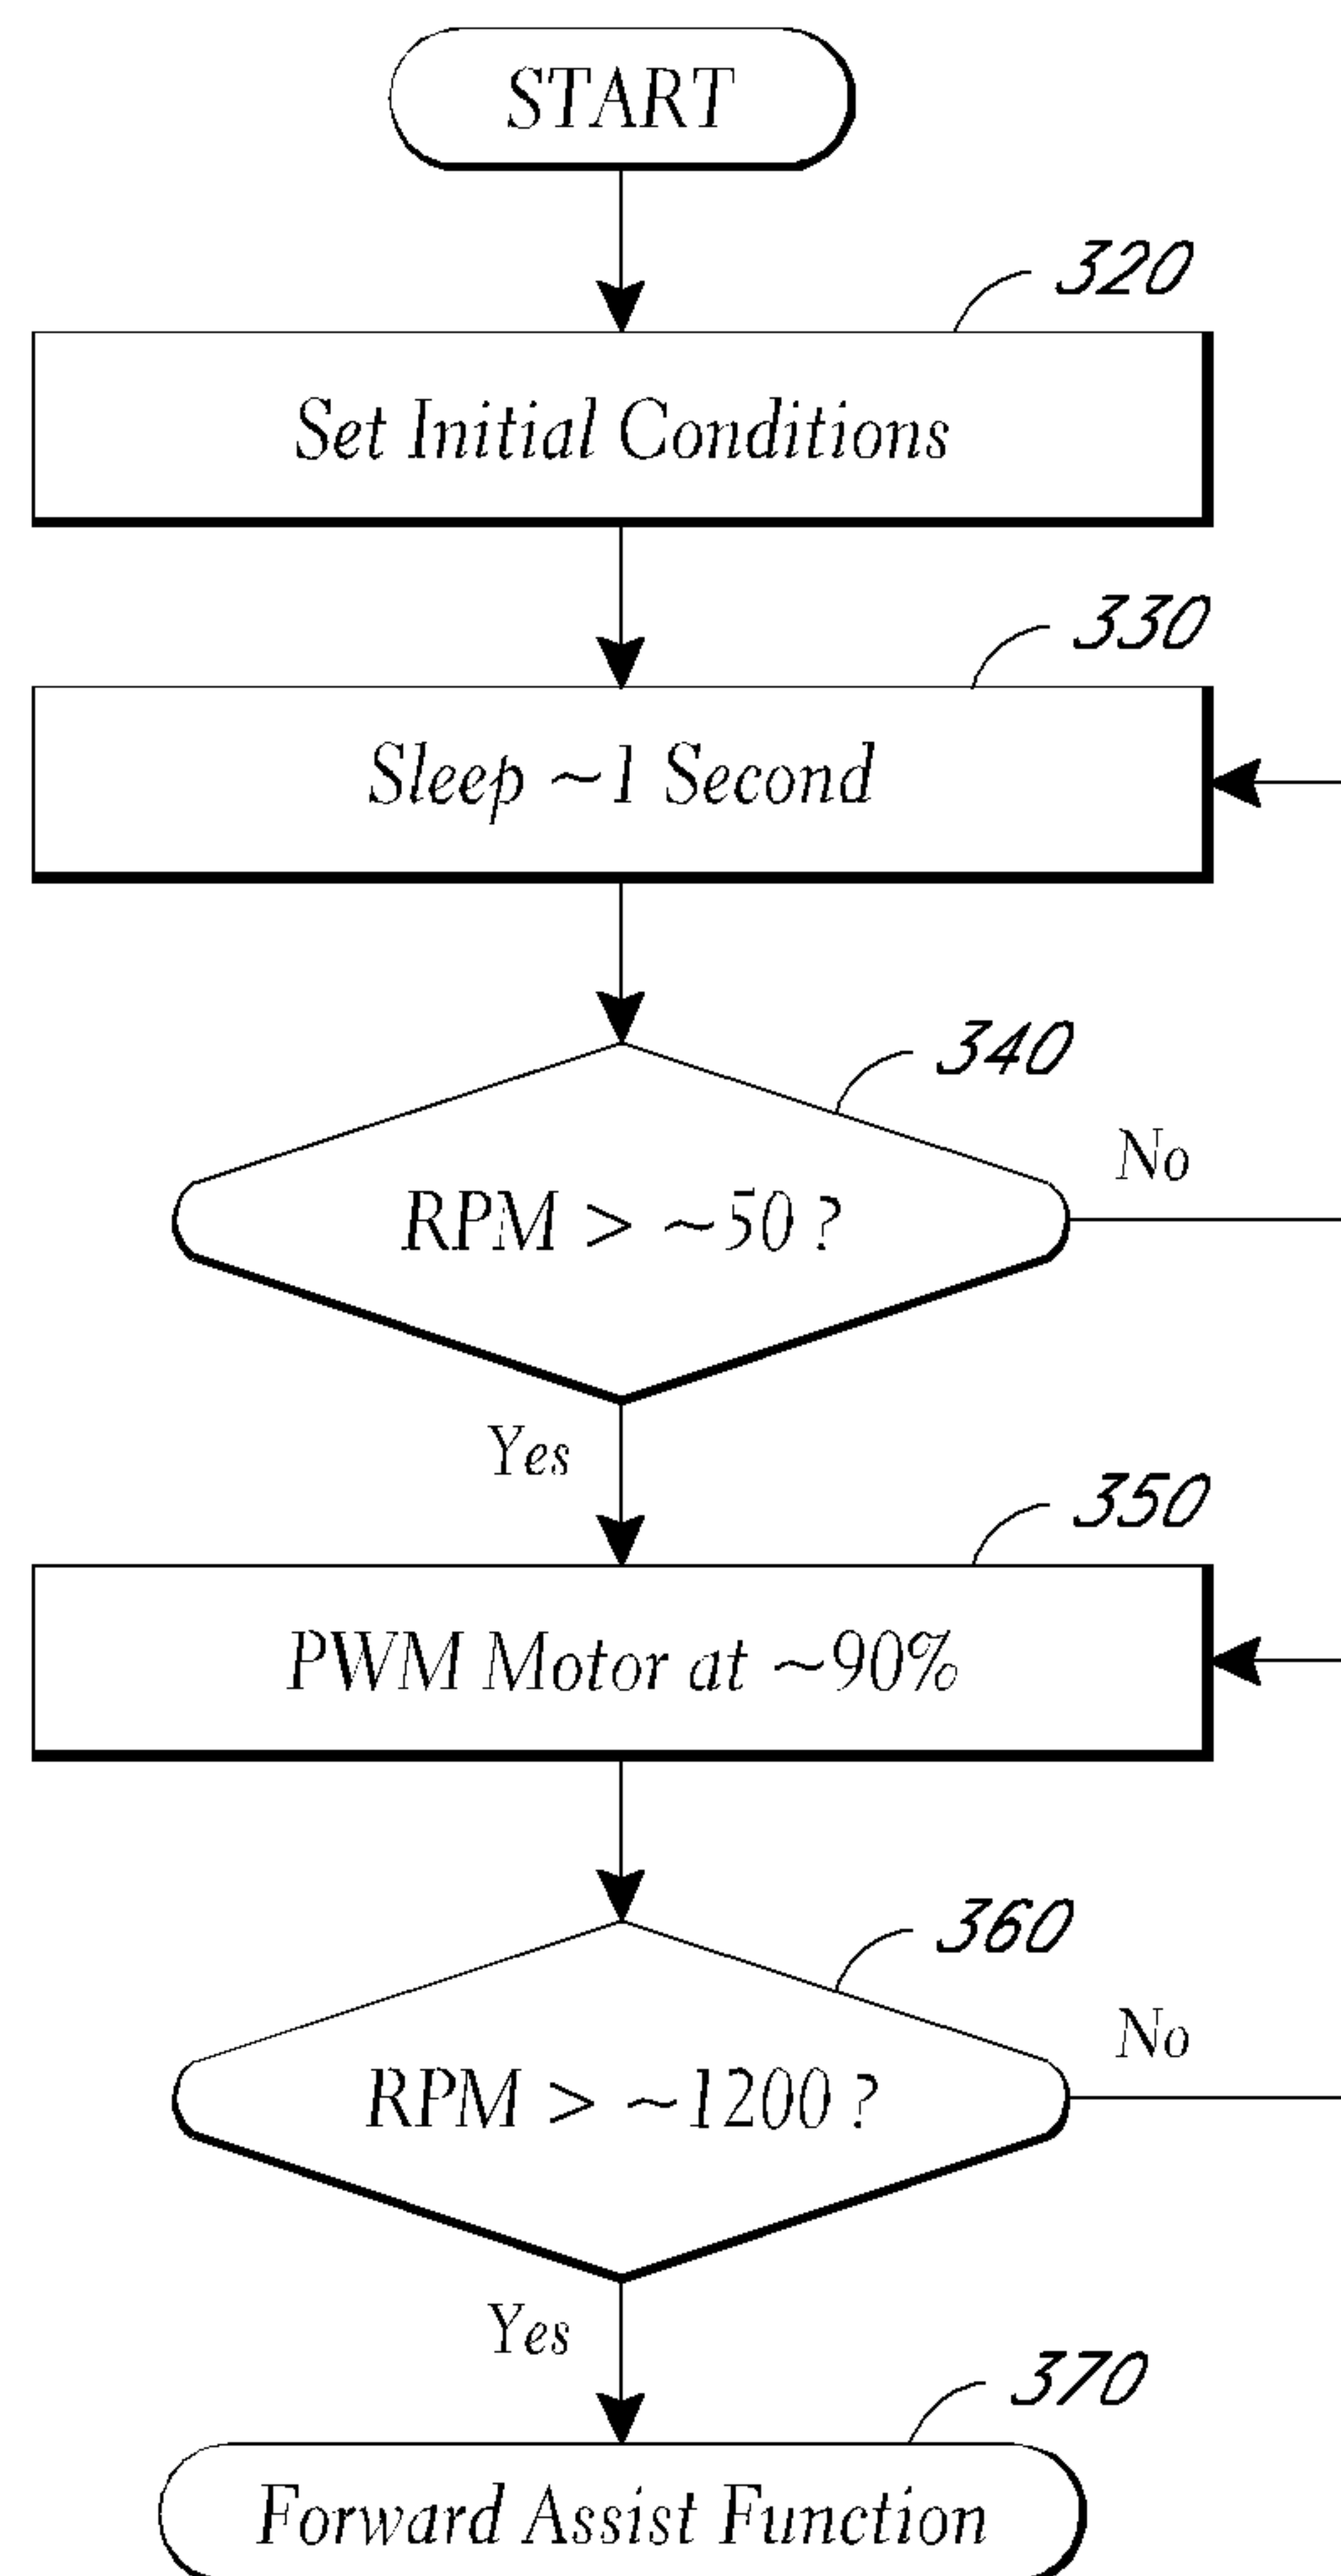 START
320
Set Initial Conditions
330
Sleep ~1 Second
340
No
RPM > ~50 ?
Yes
350
PWM Motor at ~90%
360
No
RPM > ~1200 ?
Yes
370
Forward Assist Function